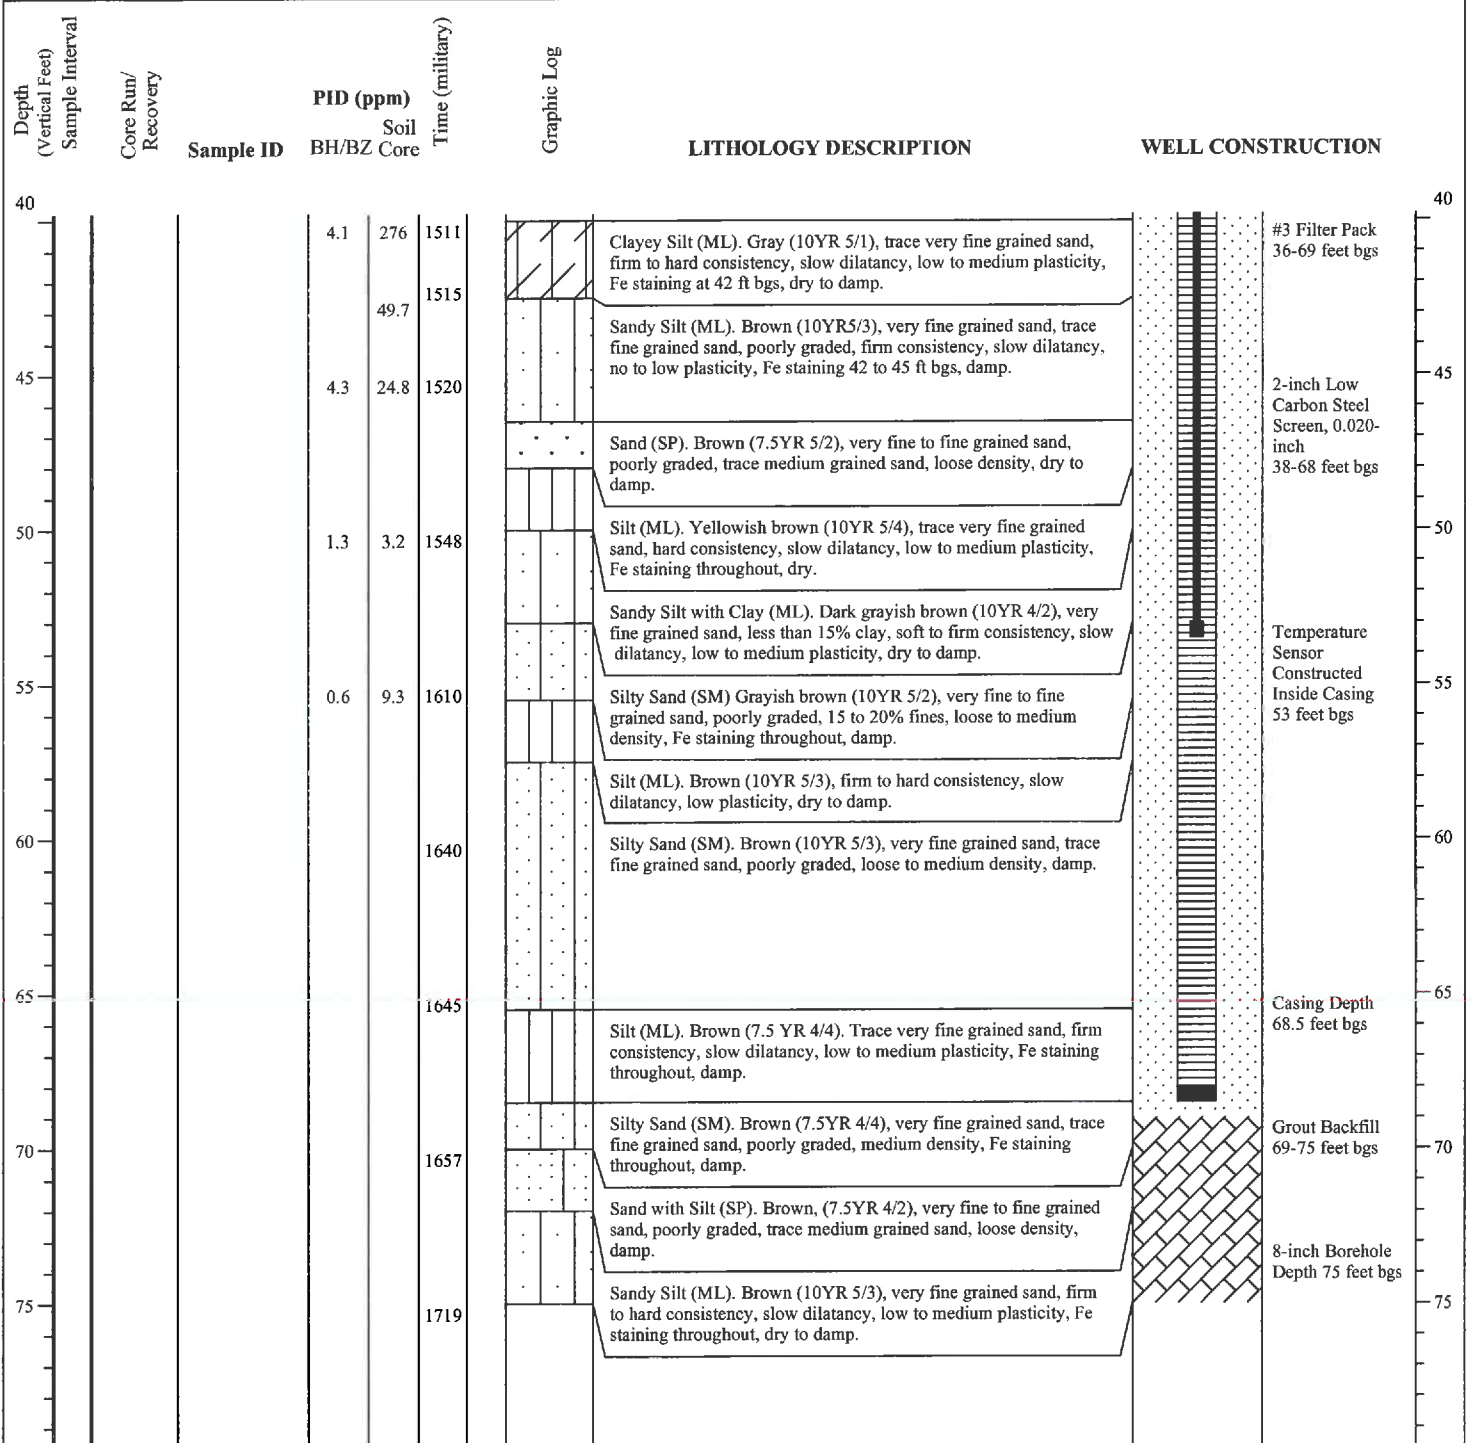 Depth
(Vertical Feet)
Sample Interval
Core Run/
Recovery
Sample ID
PID (ppm)
BH/BZ
Soil
Core
Time (military)
Graphic Log
LITHOLOGY DESCRIPTION
WELL CONSTRUCTION
40
40
4.1 276 1511
Clayey Silt (ML). Gray (10YR 5/1), trace very fine grained sand,
firm to hard consistency, slow dilatancy, low to medium plasticity,
Fe staining at 42 ft bgs, dry to damp.
#3 Filter Pack
36-69 feet bgs
1515
49.7
Sandy Silt (ML). Brown (10YR5/3), very fine grained sand, trace
fine grained sand, poorly graded, firm consistency, slow dilatancy,
no to low plasticity, Fe staining 42 to 45 ft bgs, damp.
45
4.3 24.8 1520
45
2-inch Low
Carbon Steel
Screen, 0.020-
inch
38-68 feet bgs
Sand (SP). Brown (7.5YR 5/2), very fine to fine grained sand,
poorly graded, trace medium grained sand, loose density, dry to
damp.
50
1.3 3.2 1548
Silt (ML). Yellowish brown (10YR 5/4), trace very fine grained
sand, hard consistency, slow dilatancy, low to medium plasticity,
Fe staining throughout, dry.
50
Sandy Silt with Clay (ML). Dark grayish brown (10YR 4/2), very
fine grained sand, less than 15% clay, soft to firm consistency, slow
dilatancy, low to medium plasticity, dry to damp.
Temperature
Sensor
Constructed
Inside Casing
53 feet bgs
55
0.6 9.3 1610
Silty Sand (SM) Grayish brown (10YR 5/2), very fine to fine
grained sand, poorly graded, 15 to 20% fines, loose to medium
density, Fe staining throughout, damp.
55
Silt (ML). Brown (10YR 5/3), firm to hard consistency, slow
dilatancy, low plasticity, dry to damp.
60
1640
Silty Sand (SM). Brown (10YR 5/3), very fine grained sand, trace
fine grained sand, poorly graded, loose to medium density, damp.
60
65
1645
65
Casing Depth
68.5 feet bgs
Silt (ML). Brown (7.5 YR 4/4). Trace very fine grained sand, firm
consistency, slow dilatancy, low to medium plasticity, Fe staining
throughout, damp.
Silty Sand (SM). Brown (7.5YR 4/4), very fine grained sand, trace
fine grained sand, poorly graded, medium density, Fe staining
throughout, damp.
Grout Backfill
69-75 feet bgs
70
1657
70
Sand with Silt (SP). Brown, (7.5YR 4/2), very fine to fine grained
sand, poorly graded, trace medium grained sand, loose density,
damp.
8-inch Borehole
Depth 75 feet bgs
75
1719
Sandy Silt (ML). Brown (10YR 5/3), very fine grained sand, firm
to hard consistency, slow dilatancy, low to medium plasticity, Fe
staining throughout, dry to damp.
75